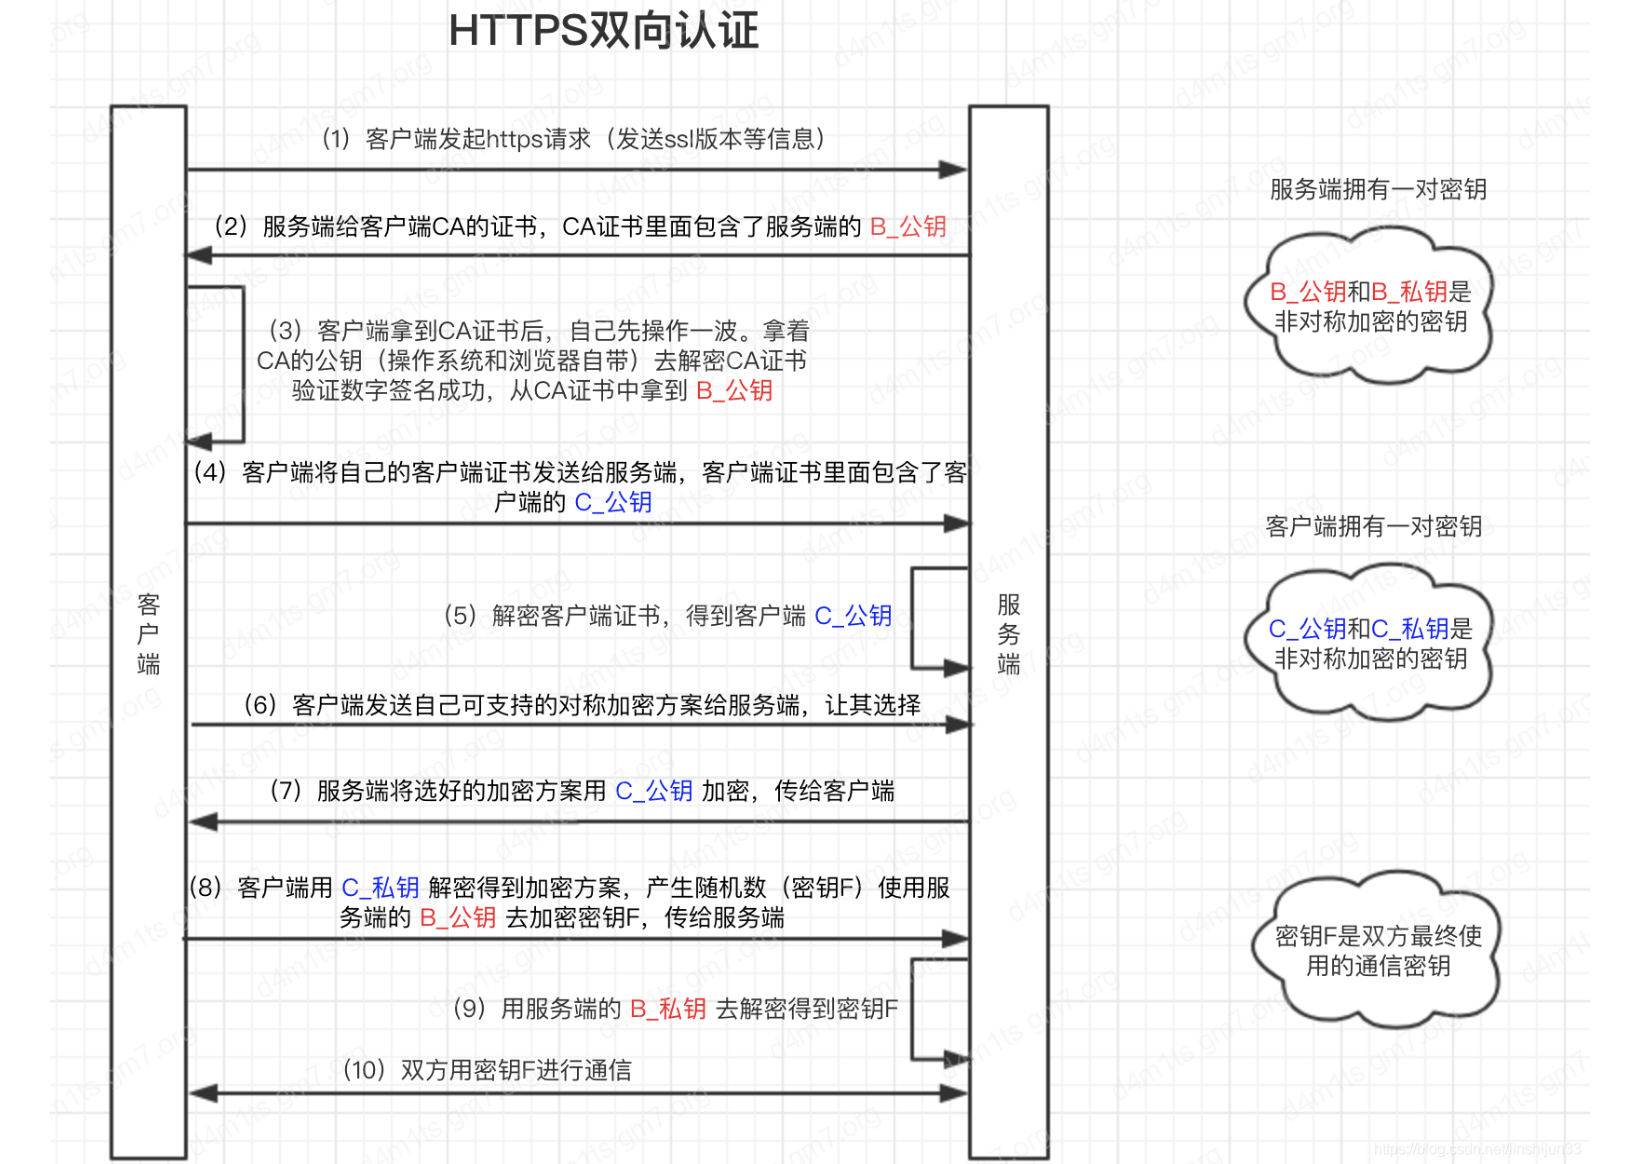 HTTPS双向认证
（1）客户端发起https请求（发送ssl版本等信息）
服务端拥有一对密钥
（2）服务端给客户端CA的证书，CA证书里面包含了服务端的 B_公钥
B_公钥和B_私钥是
非对称加密的密钥
（3）客户端拿到CA证书后，自己先操作一波。拿着
CA的公钥（操作系统和浏览器自带）去解密CA证书
验证数字签名成功，从CA证书中拿到 B_公钥
（4）客户端将自己的客户端证书发送给服务端，客户端证书里面包含了客
户端的 C_公钥
客户端拥有一对密钥
客户端
服务端
（5）解密客户端证书，得到客户端 C_公钥
C_公钥和C_私钥是
非对称加密的密钥
（6）客户端发送自己可支持的对称加密方案给服务端，让其选择
（7）服务端将选好的加密方案用 C_公钥 加密，传给客户端
（8）客户端用 C_私钥 解密得到加密方案，产生随机数（密钥F）使用服
务端的 B_公钥 去加密密钥F，传给服务端
密钥F是双方最终使
用的通信密钥
（9）用服务端的 B_私钥 去解密得到密钥F
（10）双方用密钥F进行通信
d4m1ts.gm7.org
https://blog.csdn.net/linshijun33